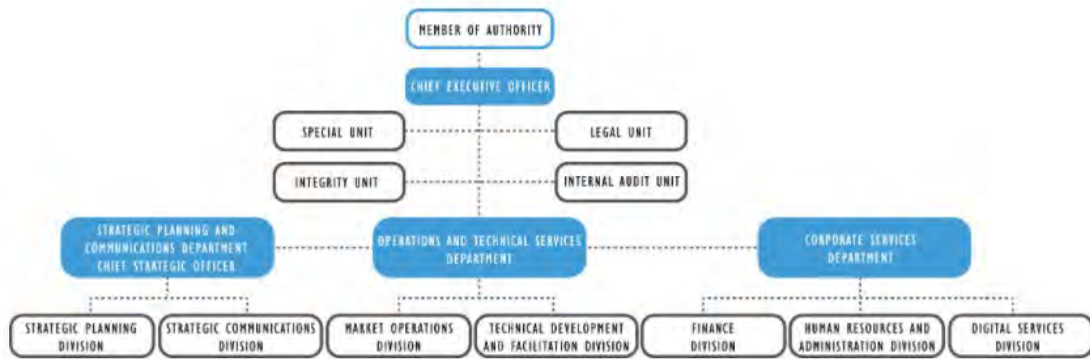 MEMBER OF AUTHORITY
CHIEF EXECUTIVE OFFICER
SPECIAL UNIT
LEGAL UNIT
INTEGRITY UNIT
INTERNAL AUDIT UNIT
STRATEGIC PLANNING AND
COMMUNICATIONS DEPARTMENT
CHIEF STRATEGIC OFFICER
OPERATIONS AND TECHNICAL SERVICES
DEPARTMENT
CORPORATE SERVICES
DEPARTMENT
STRATEGIC PLANNING
DIVISION
STRATEGIC COMMUNICATIONS
DIVISION
MARKET OPERATIONS
DIVISION
TECHNICAL DEVELOPMENT
AND FACILITATION DIVISION
FINANCE
DIVISION
HUMAN RESOURCES AND
ADMINISTRATION DIVISION
DIGITAL SERVICES
DIVISION